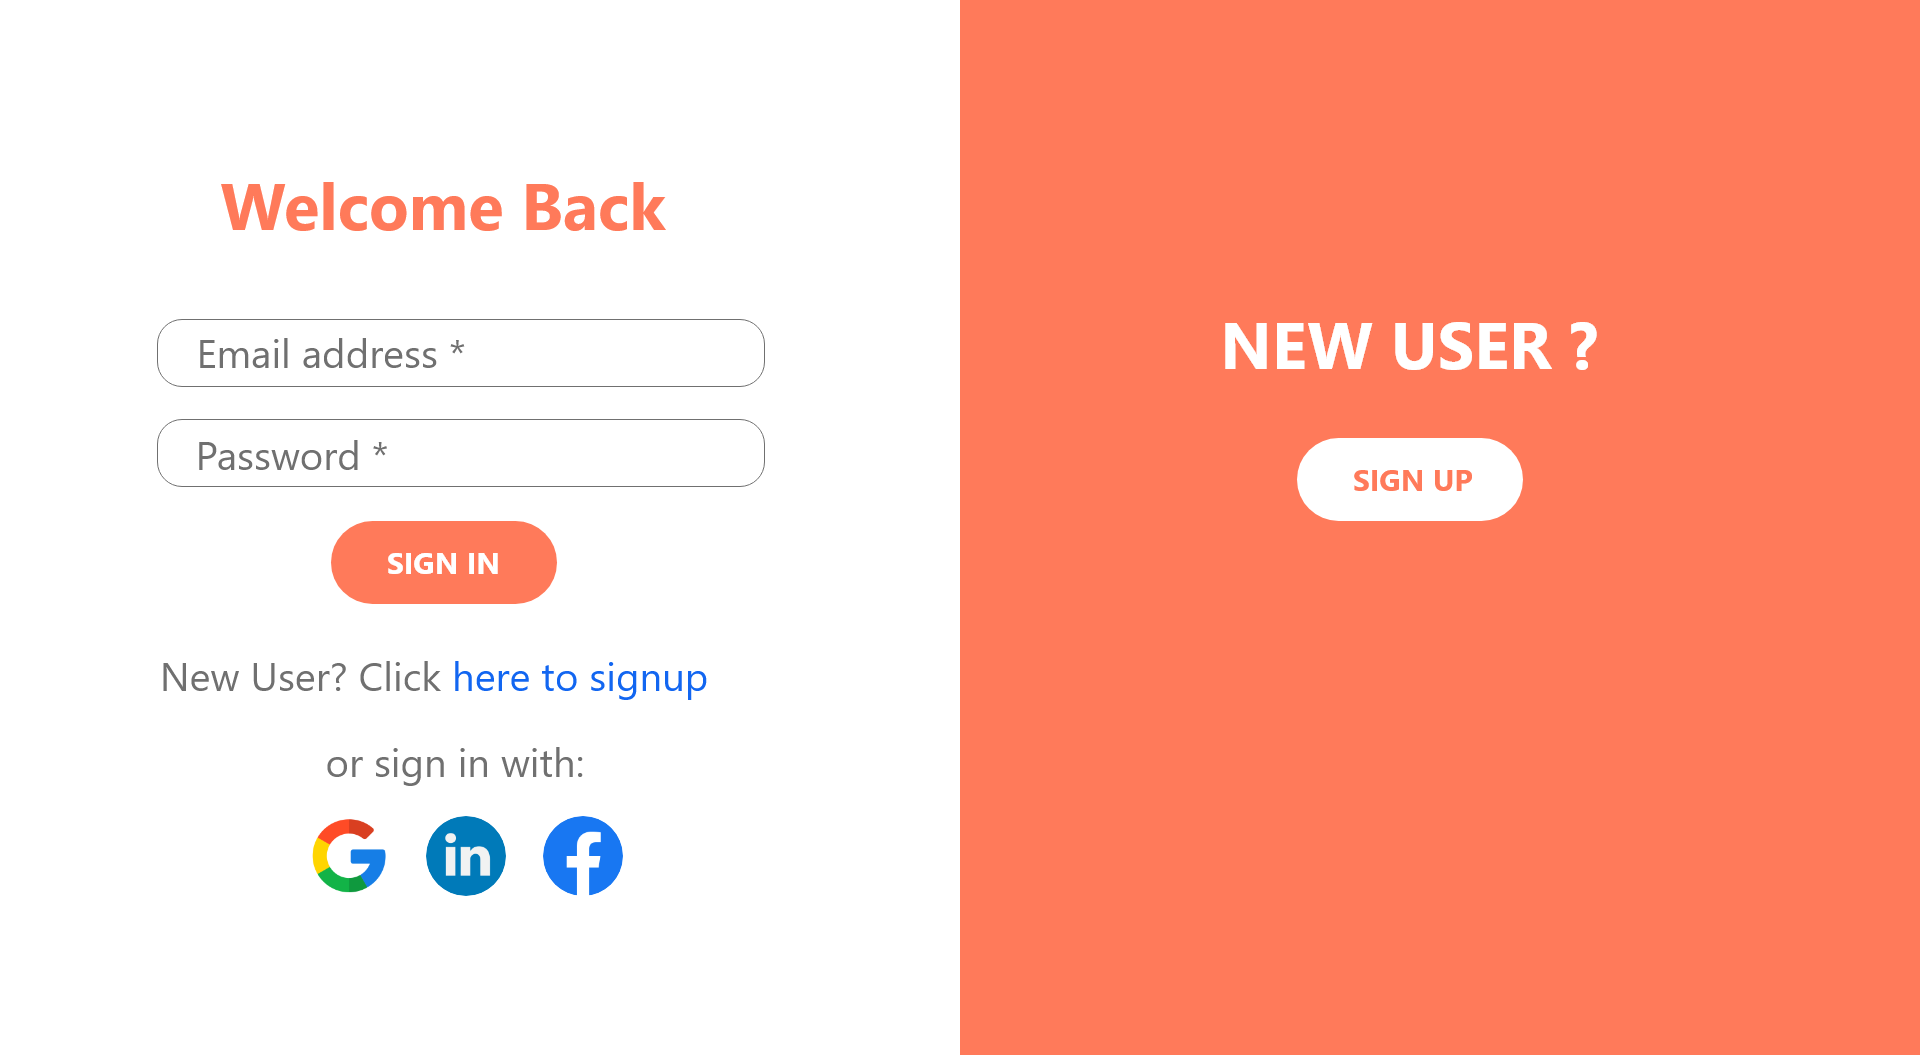 Welcome Back
Email address *
Password *
SIGN IN
New User? Click here to signup
or sign in with:
G in f
NEW USER ?
SIGN UP